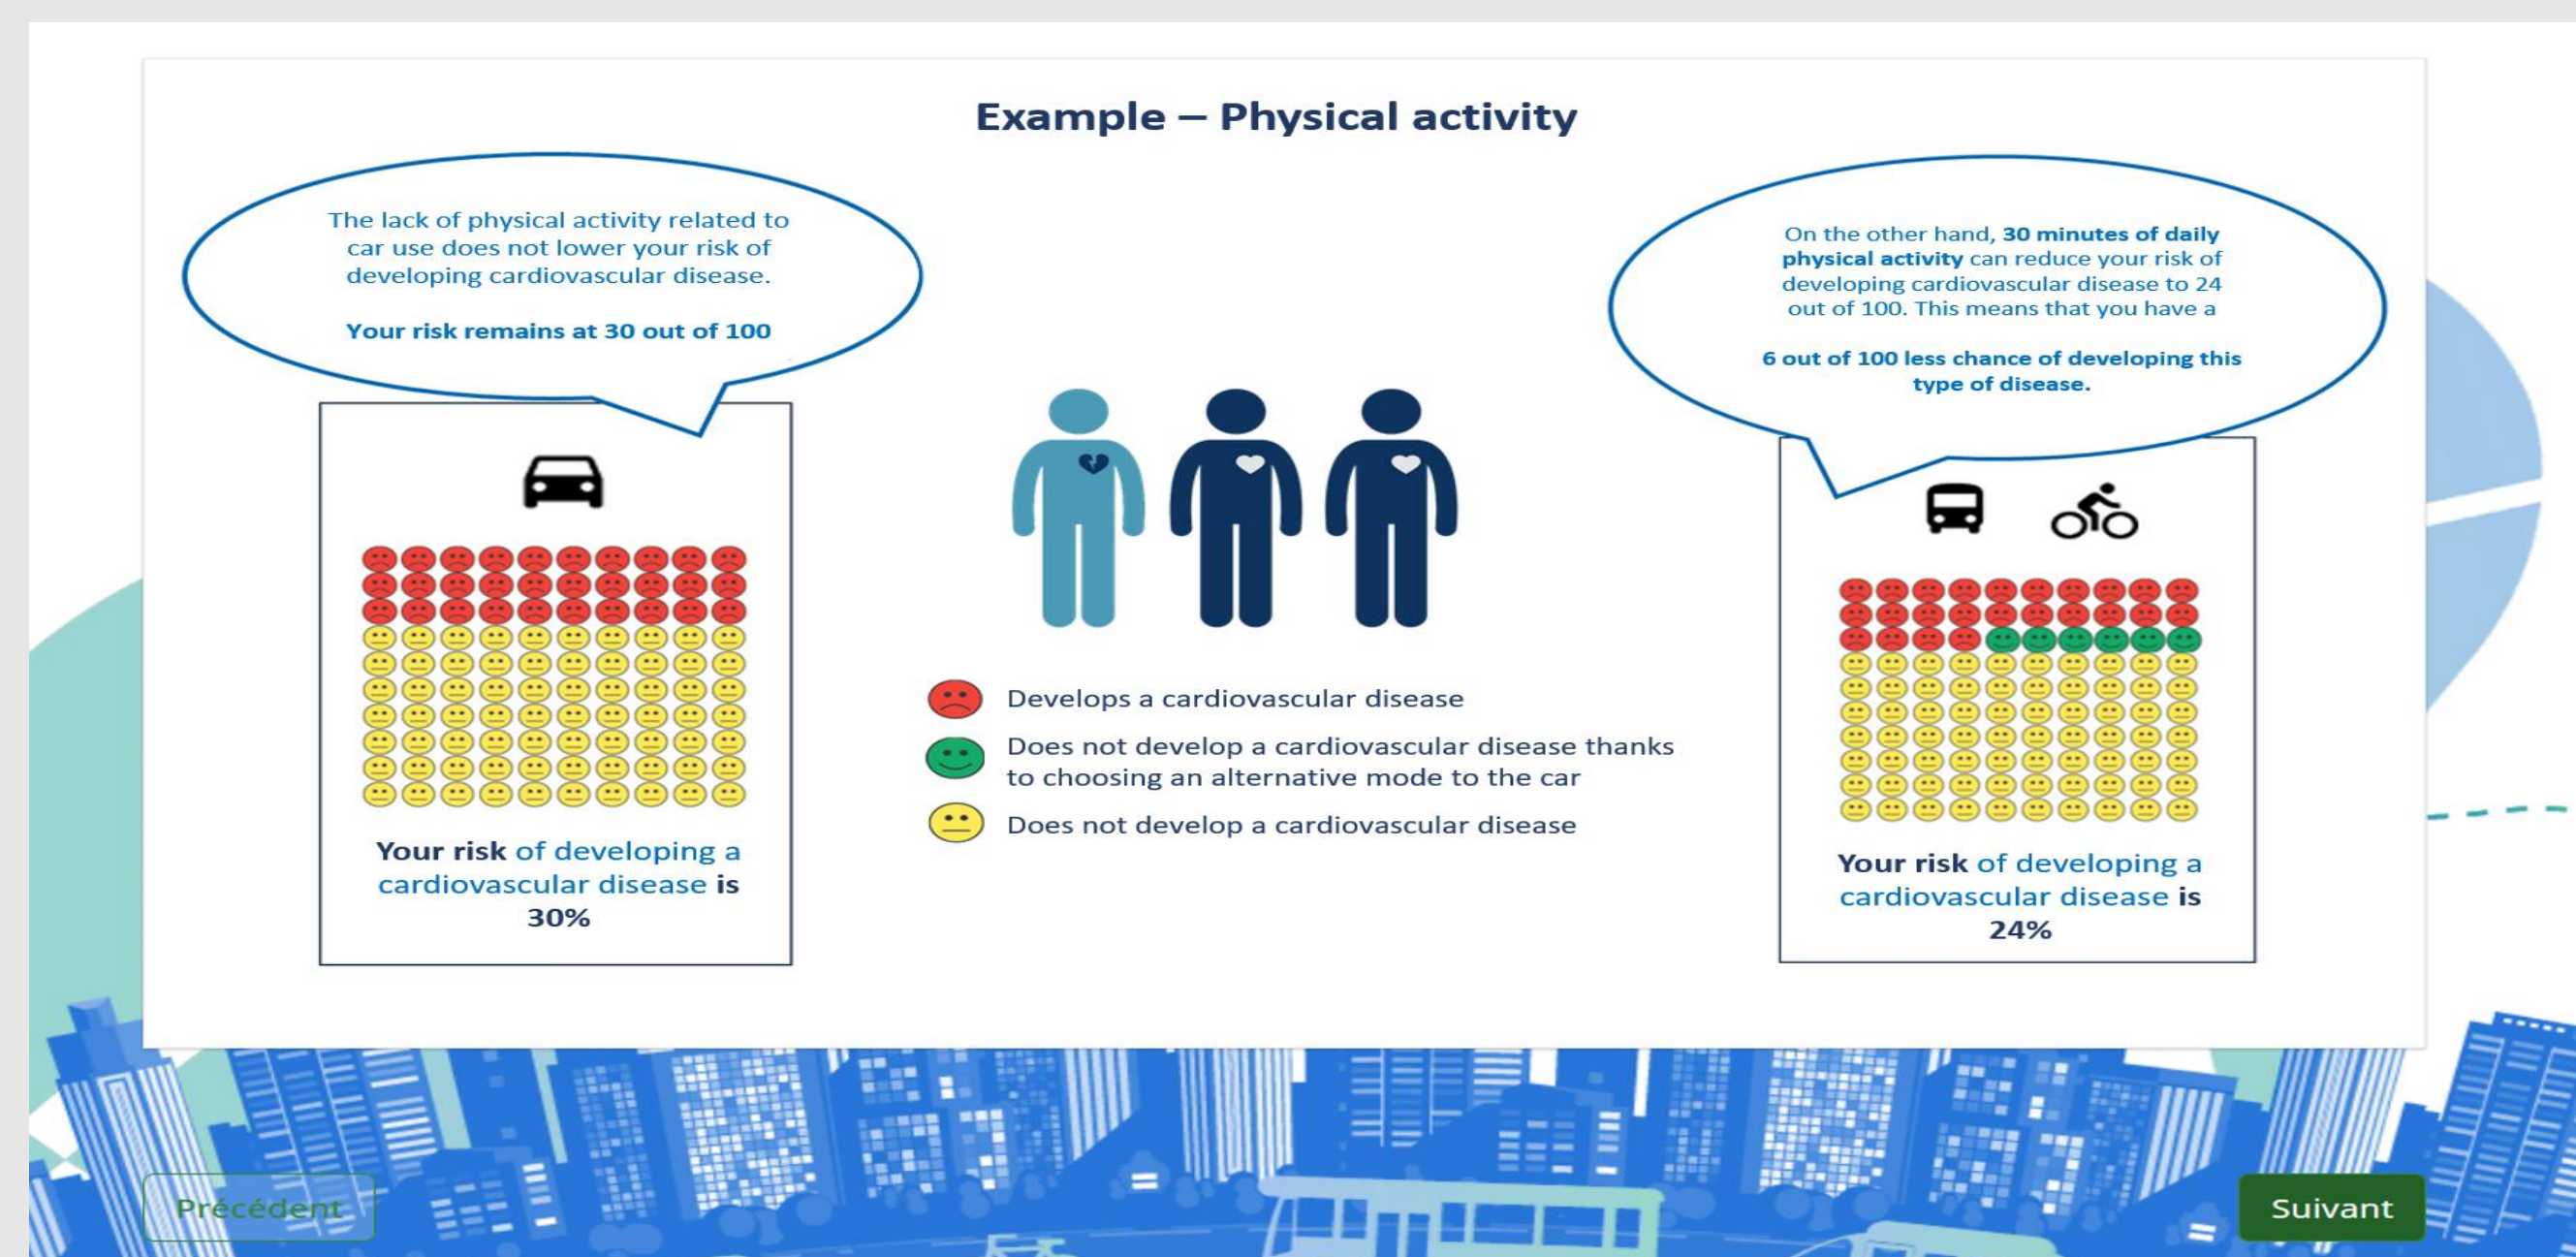 Example – Physical activity
The lack of physical activity related to
car use does not lower your risk of
developing cardiovascular disease.
Your risk remains at 30 out of 100
On the other hand, 30 minutes of daily
physical activity can reduce your risk of
developing cardiovascular disease to 24
out of 100. This means that you have a
6 out of 100 less chance of developing this
type of disease.
Your risk of developing a
cardiovascular disease is
30%
Develops a cardiovascular disease
Does not develop a cardiovascular disease thanks
to choosing an alternative mode to the car
Does not develop a cardiovascular disease
Your risk of developing a
cardiovascular disease is
24%
Précédent
Suivant